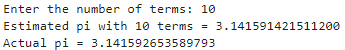 Enter the number of terms: 10
Estimated pi with 10 terms = 3.141591421511200
Actual pi = 3.141592653589793